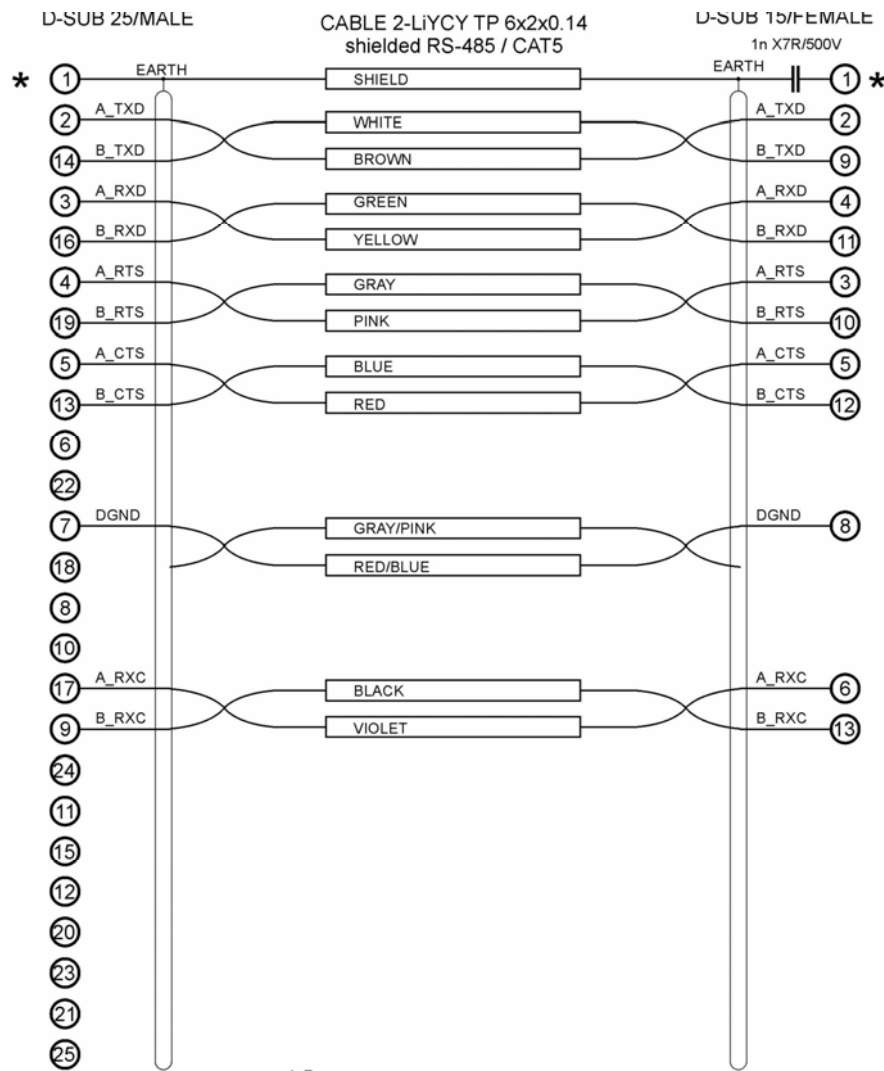 D-SUB 25/MALE CABLE 2-LiYCY TP 6x2x0.14 D-SUB 15/FEMALE
shielded RS-485 / CAT5 1n X7R/500V
* 1 EARTH SHIELD EARTH 1 *
2 A_TXD WHITE A_TXD 2
14 B_TXD BROWN B_TXD 9
3 A_RXD GREEN A_RXD 4
16 B_RXD YELLOW B_RXD 11
4 A_RTS GRAY A_RTS 3
19 B_RTS PINK B_RTS 10
5 A_CTS BLUE A_CTS 5
13 B_CTS RED B_CTS 12
6
22
7 DGND GRAY/PINK DGND 8
18 RED/BLUE
8
10
17 A_RXC BLACK A_RXC 6
9 B_RXC VIOLET B_RXC 13
24
11
15
12
20
23
21
25